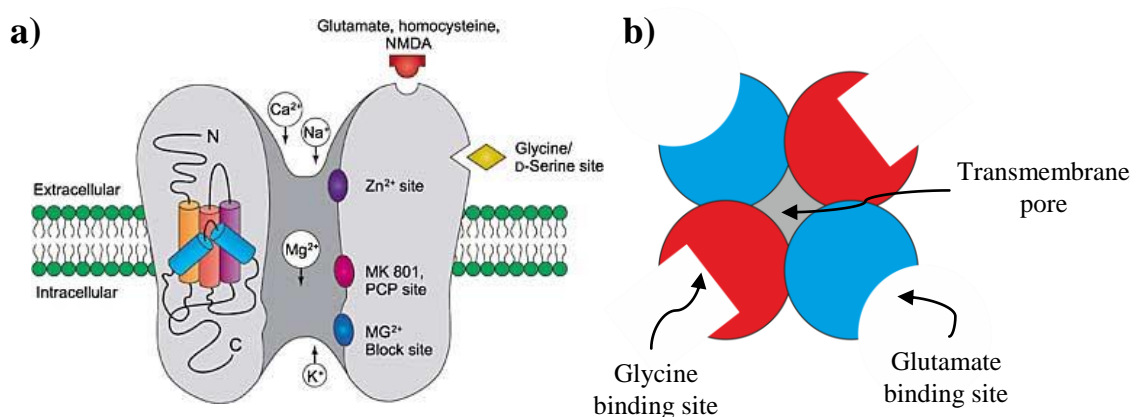 a)
Glutamate, homocysteine,
NMDA
Ca²⁺
Na⁺
N
Glycine/
D-Serine site
Extracellular
Zn²⁺ site
Mg²⁺
Intracellular
MK 801,
PCP site
MG²⁺
Block site
C
K⁺
b)
Transmembrane
pore
Glycine
binding site
Glutamate
binding site